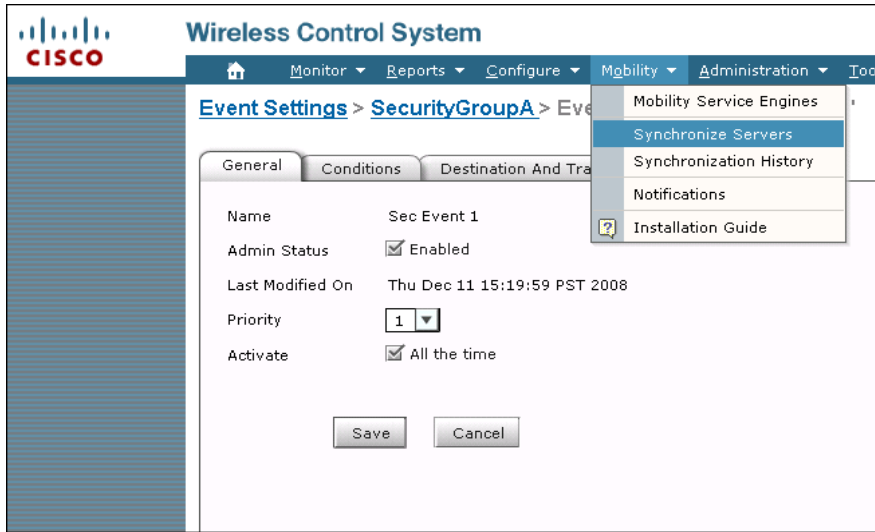 CISCO
Wireless Control System
Monitor Reports Configure Mobility Administration
Event Settings > SecurityGroupA >
Mobility Service Engines
Synchronize Servers
Synchronization History
Notifications
? Installation Guide
General Conditions Destination And
Name Sec Event 1
Admin Status Enabled
Last Modified On Thu Dec 11 15:19:59 PST 2008
Priority 1
Activate All the time
Save Cancel